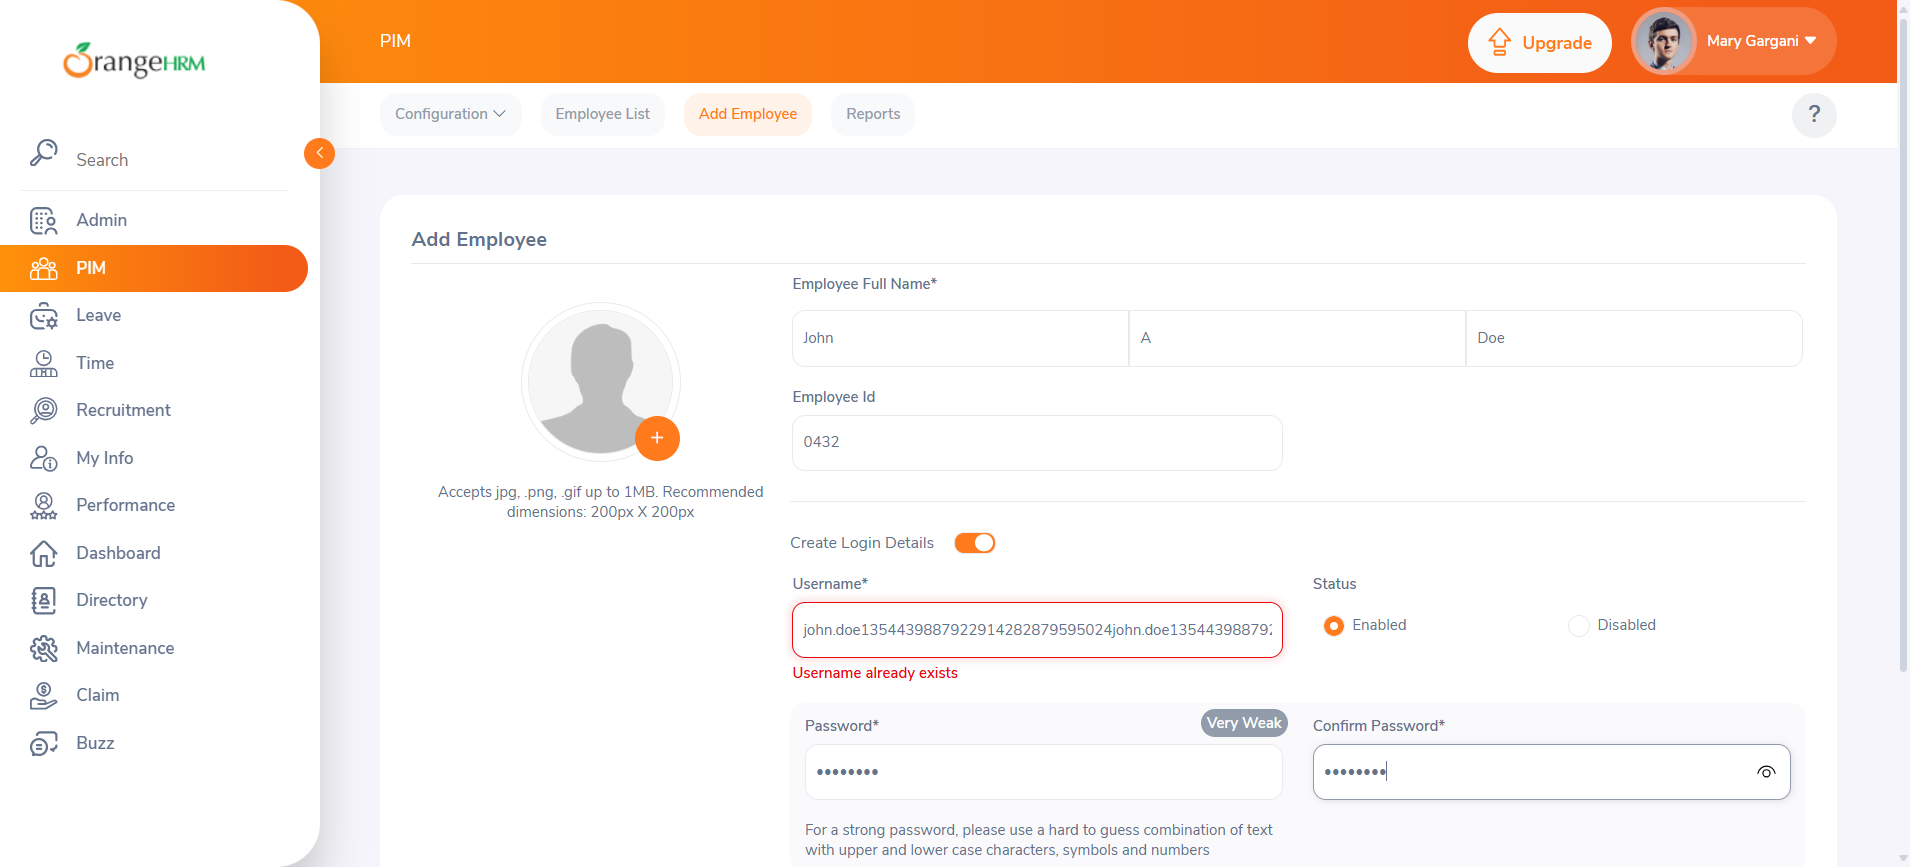 OrangeHRM
Search
Admin
PIM
Leave
Time
Recruitment
My Info
Performance
Dashboard
Directory
Maintenance
Claim
Buzz
PIM
Upgrade
Mary Gargani
Configuration
Employee List
Add Employee
Reports
?
Add Employee
Accepts jpg, .png, .gif up to 1MB. Recommended
dimensions: 200px X 200px
Employee Full Name*
John
A
Doe
Employee Id
0432
Create Login Details
Username*
john.doe1354439887922914282879595024john.doe135443988792
Username already exists
Status
Enabled
Disabled
Password*
Very Weak
••••••••
Confirm Password*
••••••••
For a strong password, please use a hard to guess combination of text
with upper and lower case characters, symbols and numbers